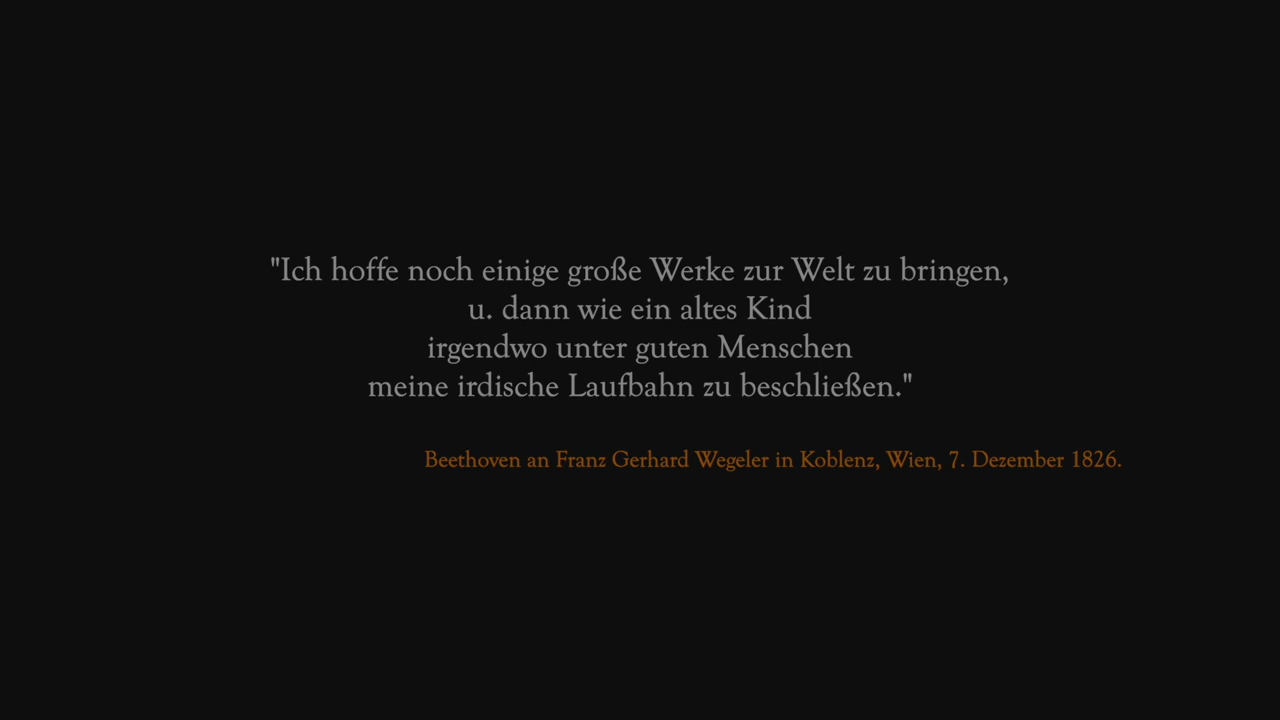 "Ich hoffe noch einige große Werke zur Welt zu bringen,
u. dann wie ein altes Kind
irgendwo unter guten Menschen
meine irdische Laufbahn zu beschließen."
Beethoven an Franz Gerhard Wegeler in Koblenz, Wien, 7. Dezember 1826.